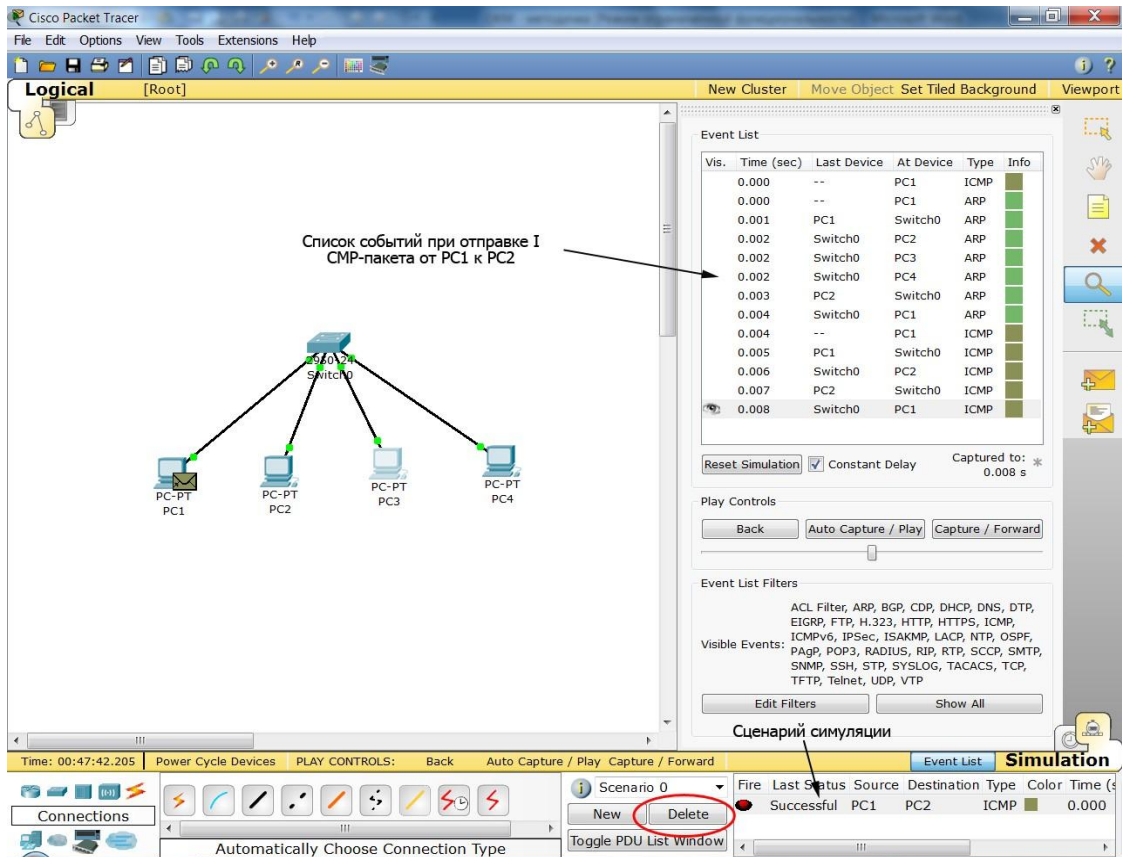 Cisco Packet Tracer
File Edit Options View Tools Extensions Help
Logical [Root] New Cluster Move Object Set Tiled Background Viewport
Список событий при отправке I
CMP-пакета от PC1 к PC2
2950-24
Switch0
PC-PT
PC1
PC-PT
PC2
PC-PT
PC3
PC-PT
PC4
Event List
Vis. Time (sec) Last Device At Device Type Info
0.000 -- PC1 ICMP
0.000 -- PC1 ARP
0.001 PC1 Switch0 ARP
0.002 Switch0 PC2 ARP
0.002 Switch0 PC3 ARP
0.002 Switch0 PC4 ARP
0.003 PC2 Switch0 ARP
0.004 Switch0 PC1 ARP
0.004 -- PC1 ICMP
0.005 PC1 Switch0 ICMP
0.006 Switch0 PC2 ICMP
0.007 PC2 Switch0 ICMP
0.008 Switch0 PC1 ICMP
Reset Simulation Constant Delay Captured to: *
0.008 s
Play Controls
Back Auto Capture / Play Capture / Forward
Event List Filters
Visible Events:
ACL Filter, ARP, BGP, CDP, DHCP, DNS, DTP,
EIGRP, FTP, H.323, HTTP, HTTPS, ICMP,
ICMPv6, IPSec, ISAKMP, LACP, NTP, OSPF,
PAgP, POP3, RADIUS, RIP, RTP, SCCP, SMTP,
SNMP, SSH, STP, SYSLOG, TACACS, TCP,
TFTP, Telnet, UDP, VTP
Edit Filters Show All
Сценарий симуляции
Time: 00:47:42.205 Power Cycle Devices PLAY CONTROLS: Back Auto Capture / Play Capture / Forward Event List Simulation
Connections
Automatically Choose Connection Type
Scenario 0
New Delete
Toggle PDU List Window
Fire Last Status Source Destination Type Color Time (s
Successful PC1 PC2 ICMP 0.000